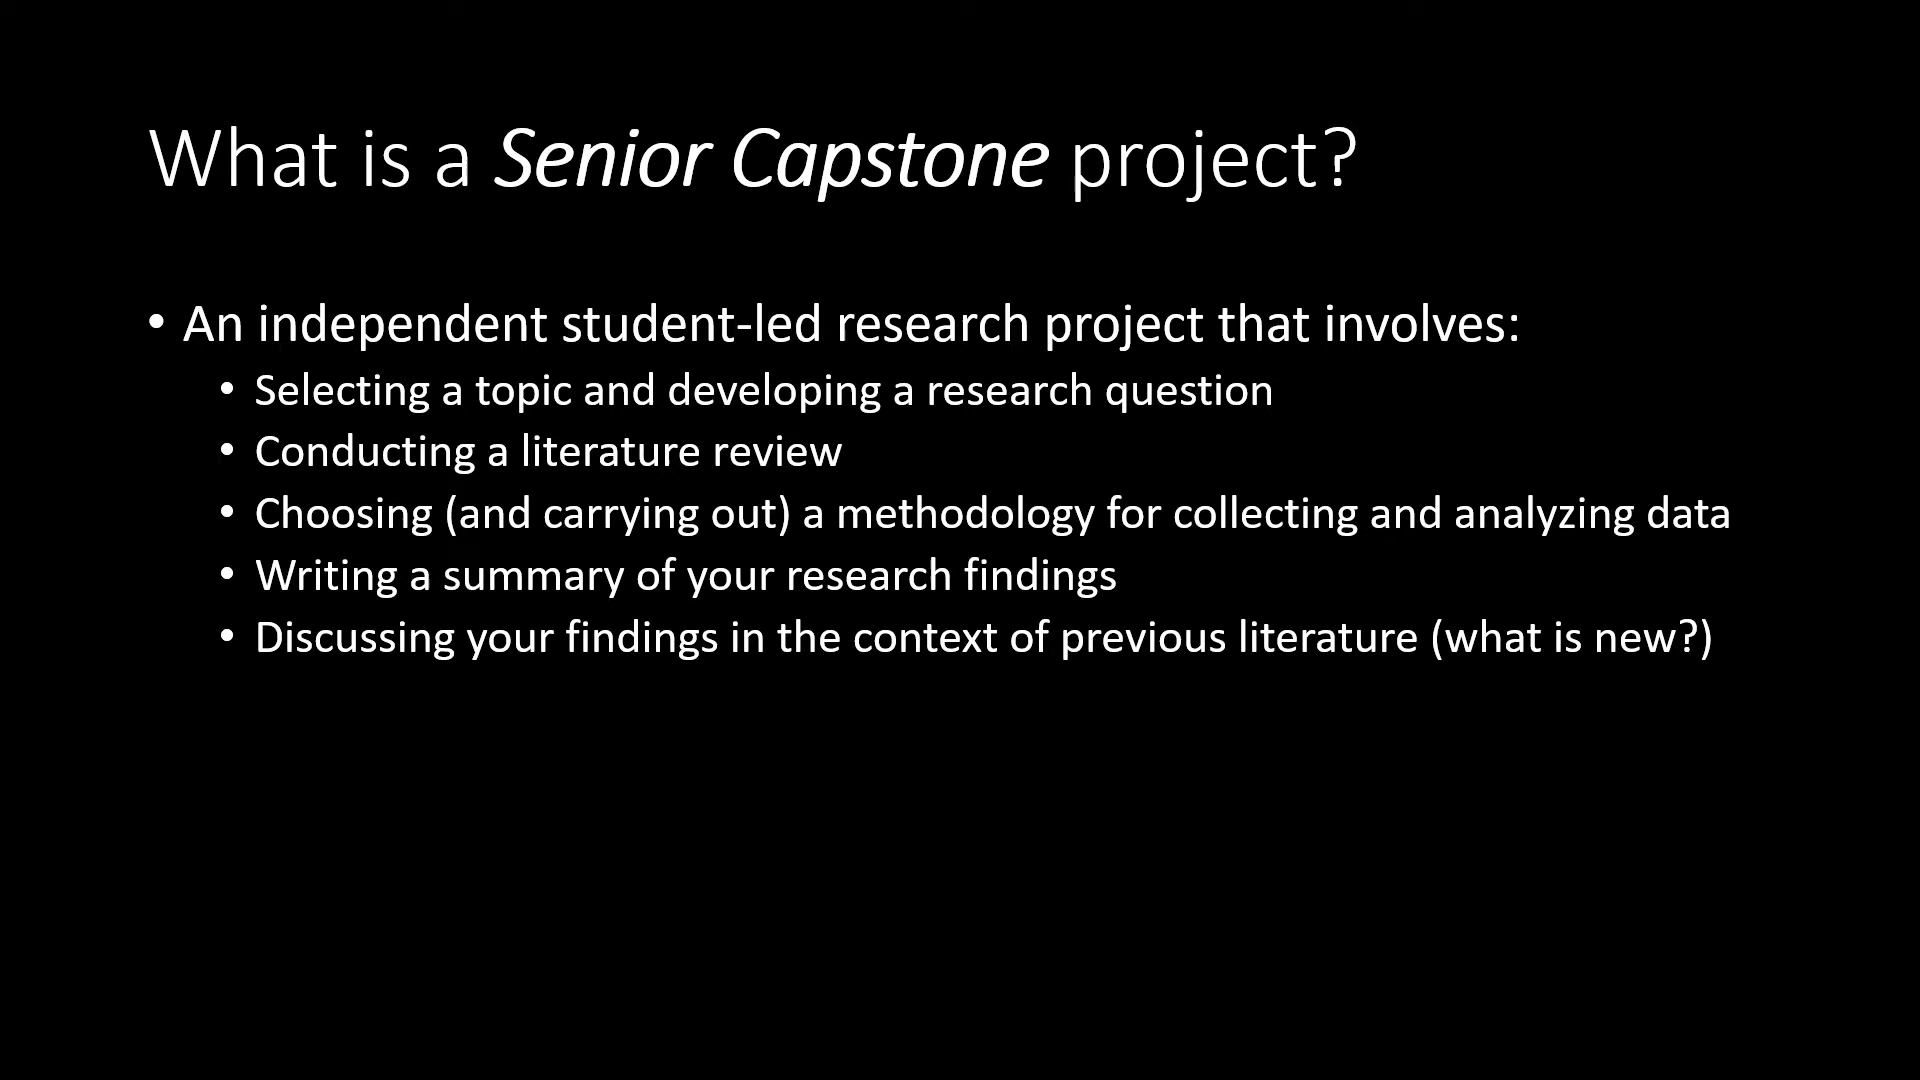 What is a Senior Capstone project?
• An independent student-led research project that involves:
• Selecting a topic and developing a research question
• Conducting a literature review
• Choosing (and carrying out) a methodology for collecting and analyzing data
• Writing a summary of your research findings
• Discussing your findings in the context of previous literature (what is new?)